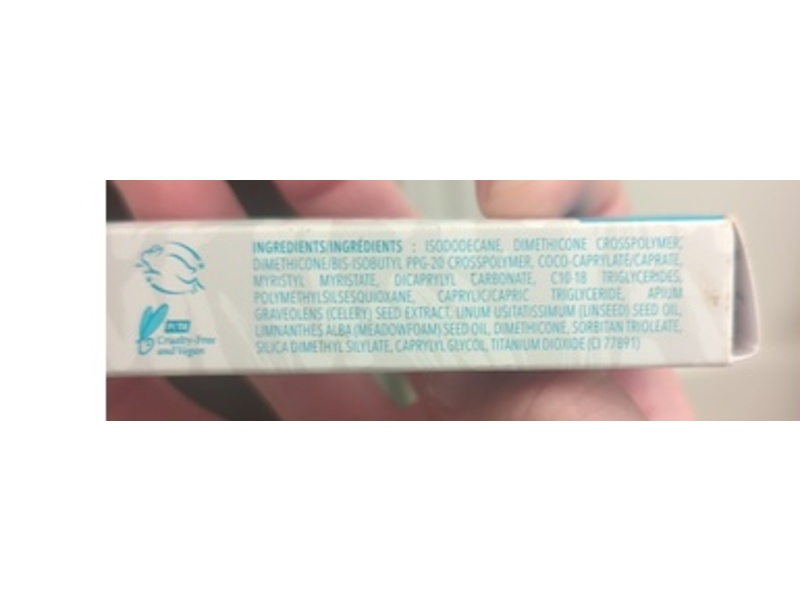 INGREDIENTS/INGRÉDIENTS : ISODODECANE, DIMETHICONE CROSSPOLYMER,
DIMETHICONE/BIS-ISOBUTYL PPG-20 CROSSPOLYMER, COCO-CAPRYLATE/CAPRATE,
MYRISTYL MYRISTATE, DICAPRYLYL CARBONATE, C10-18 TRIGLYCERIDES,
POLYMETHYLSILSESQUIOXANE, CAPRYLIC/CAPRIC TRIGLYCERIDE, APIUM
GRAVEOLENS (CELERY) SEED EXTRACT, LINUM USITATISSIMUM (LINSEED) SEED OIL,
LIMNANTHES ALBA (MEADOWFOAM) SEED OIL, DIMETHICONE, SORBITAN TRIOLEATE,
SILICA DIMETHYL SILYLATE, CAPRYLYL GLYCOL, TITANIUM DIOXIDE (CI 77891)
PETA
Cruelty-Free
and Vegan